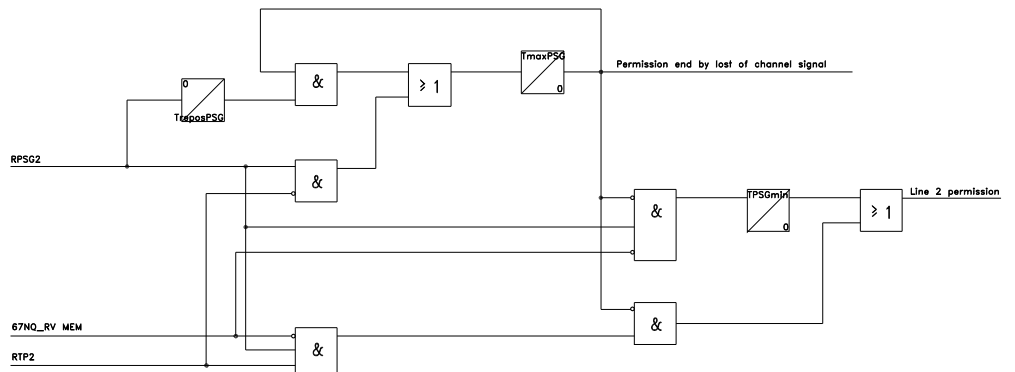 TmaxPSG
Permission end by lost of channel signal
&
≥ 1
0
0
TreposPSG
RPSG2
&
TPSGmin
Line 2 permission
&
≥ 1
0
67NQ_RV MEM
&
&
RTP2